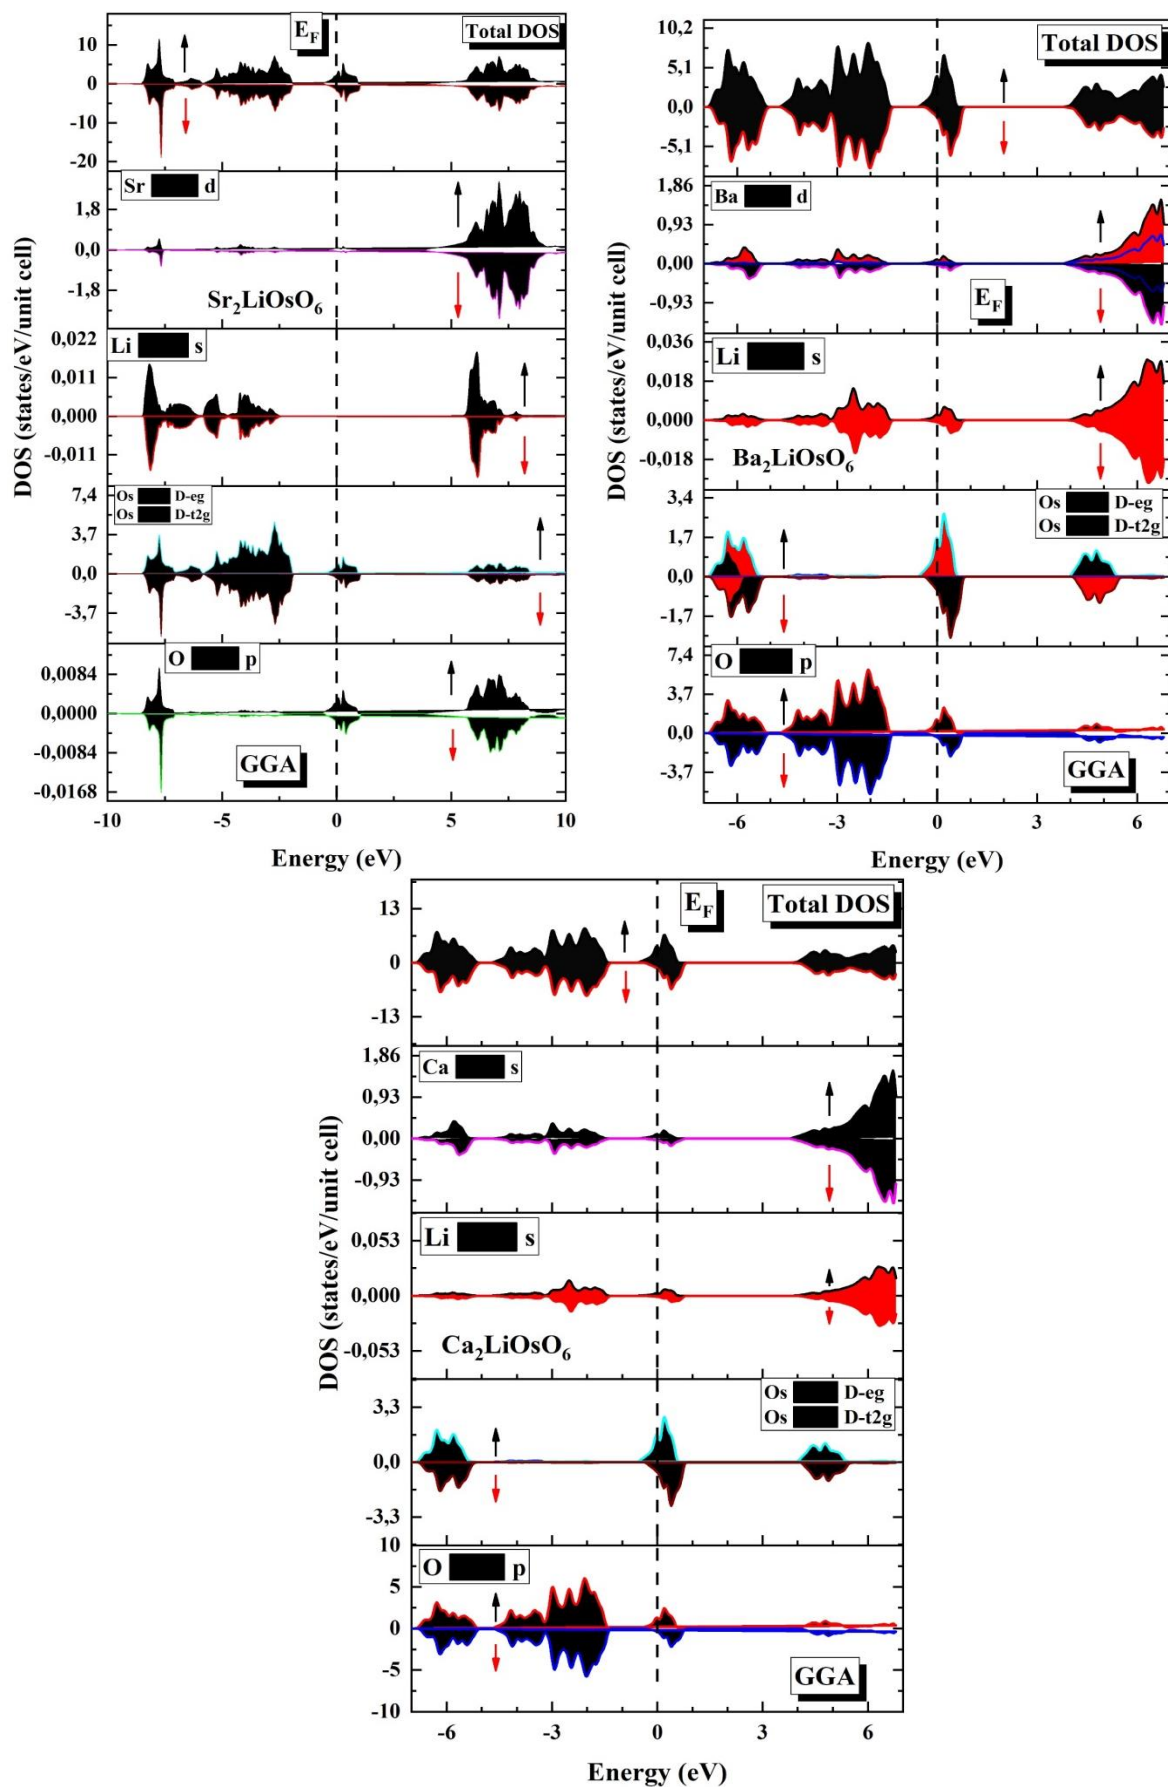 E_F
Total DOS
10
0
-10
-20
Sr d
1,8
0,0
-1,8
Sr₂LiOsO₆
Li s
0,022
0,011
0,000
-0,011
Os D-eg
Os D-t2g
7,4
3,7
0,0
-3,7
O p
0,0084
0,0000
-0,0084
-0,0168
GGA
-10 -5 0 5 10
Energy (eV)
DOS (states/eV/unit cell)
Total DOS
10,2
5,1
0,0
-5,1
Ba d
1,86
0,93
0,00
-0,93
E_F
Li s
0,036
0,018
0,000
-0,018
Ba₂LiOsO₆
Os D-eg
Os D-t2g
3,4
1,7
0,0
-1,7
O p
7,4
3,7
0,0
-3,7
GGA
-6 -3 0 3 6
Energy (eV)
DOS (states/eV/unit cell)
E_F
Total DOS
13
0
-13
Ca s
1,86
0,93
0,00
-0,93
Li s
0,053
0,000
-0,053
Ca₂LiOsO₆
Os D-eg
Os D-t2g
3,3
0,0
-3,3
O p
10
5
0
-5
-10
GGA
-6 -3 0 3 6
Energy (eV)
DOS (states/eV/unit cell)